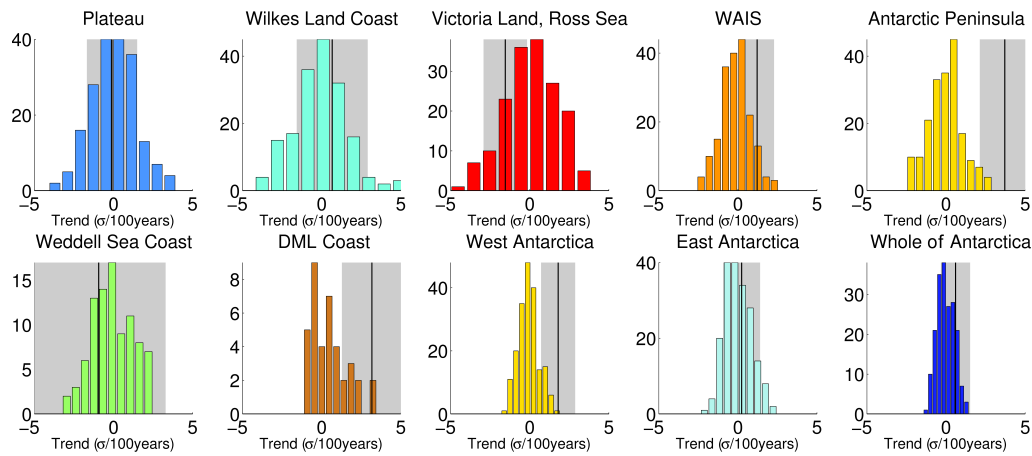 Plateau
Wilkes Land Coast
Victoria Land, Ross Sea
WAIS
Antarctic Peninsula
40
20
0
−5 0 5
Trend (σ/100years)
40
20
0
−5 0 5
Trend (σ/100years)
30
20
10
0
−5 0 5
Trend (σ/100years)
40
20
0
−5 0 5
Trend (σ/100years)
40
20
0
−5 0 5
Trend (σ/100years)
Weddell Sea Coast
DML Coast
West Antarctica
East Antarctica
Whole of Antarctica
15
10
5
0
−5 0 5
Trend (σ/100years)
8
6
4
2
0
−5 0 5
Trend (σ/100years)
40
20
0
−5 0 5
Trend (σ/100years)
40
20
0
−5 0 5
Trend (σ/100years)
30
20
10
0
−5 0 5
Trend (σ/100years)